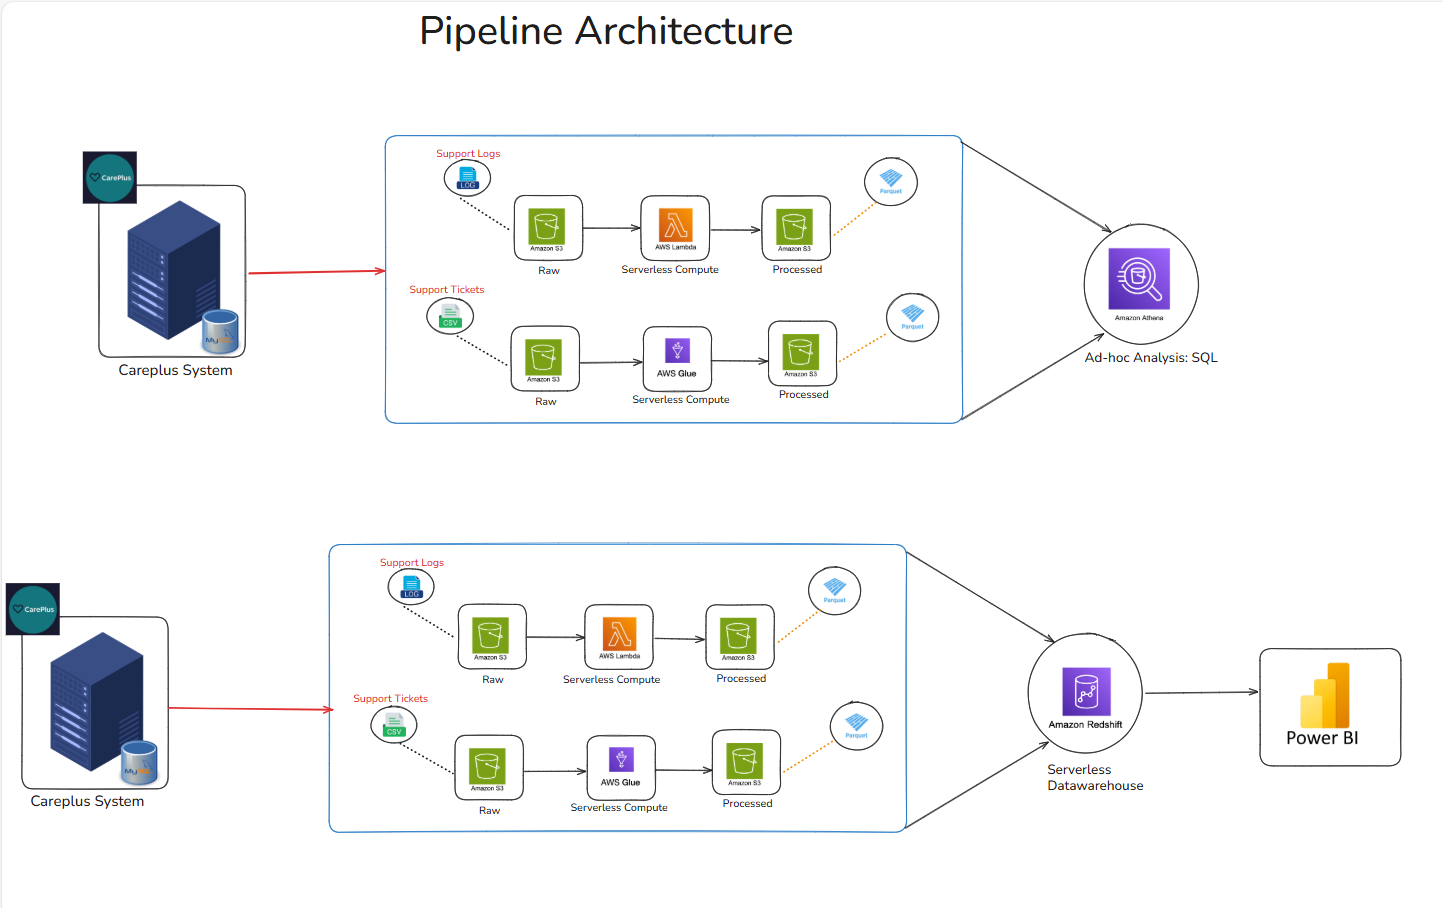 Pipeline Architecture
CarePlus
My
Careplus System
Support Logs
LOG
Amazon S3
Raw
AWS Lambda
Serverless Compute
Amazon S3
Processed
Parquet
Support Tickets
CSV
Amazon S3
Raw
AWS Glue
Serverless Compute
Amazon S3
Processed
Parquet
Amazon Athena
Ad-hoc Analysis: SQL
CarePlus
My
Careplus System
Support Logs
LOG
Amazon S3
Raw
AWS Lambda
Serverless Compute
Amazon S3
Processed
Parquet
Support Tickets
CSV
Amazon S3
Raw
AWS Glue
Serverless Compute
Amazon S3
Processed
Parquet
Amazon Redshift
Serverless
Datawarehouse
Power BI